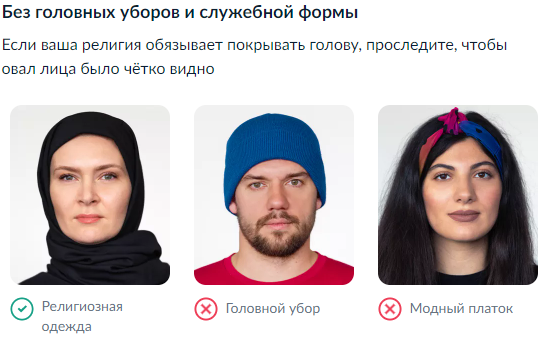 Без головных уборов и служебной формы
Если ваша религия обязывает покрывать голову, проследите, чтобы
овал лица было чётко видно
Религиозная
одежда
Головной убор
Модный платок